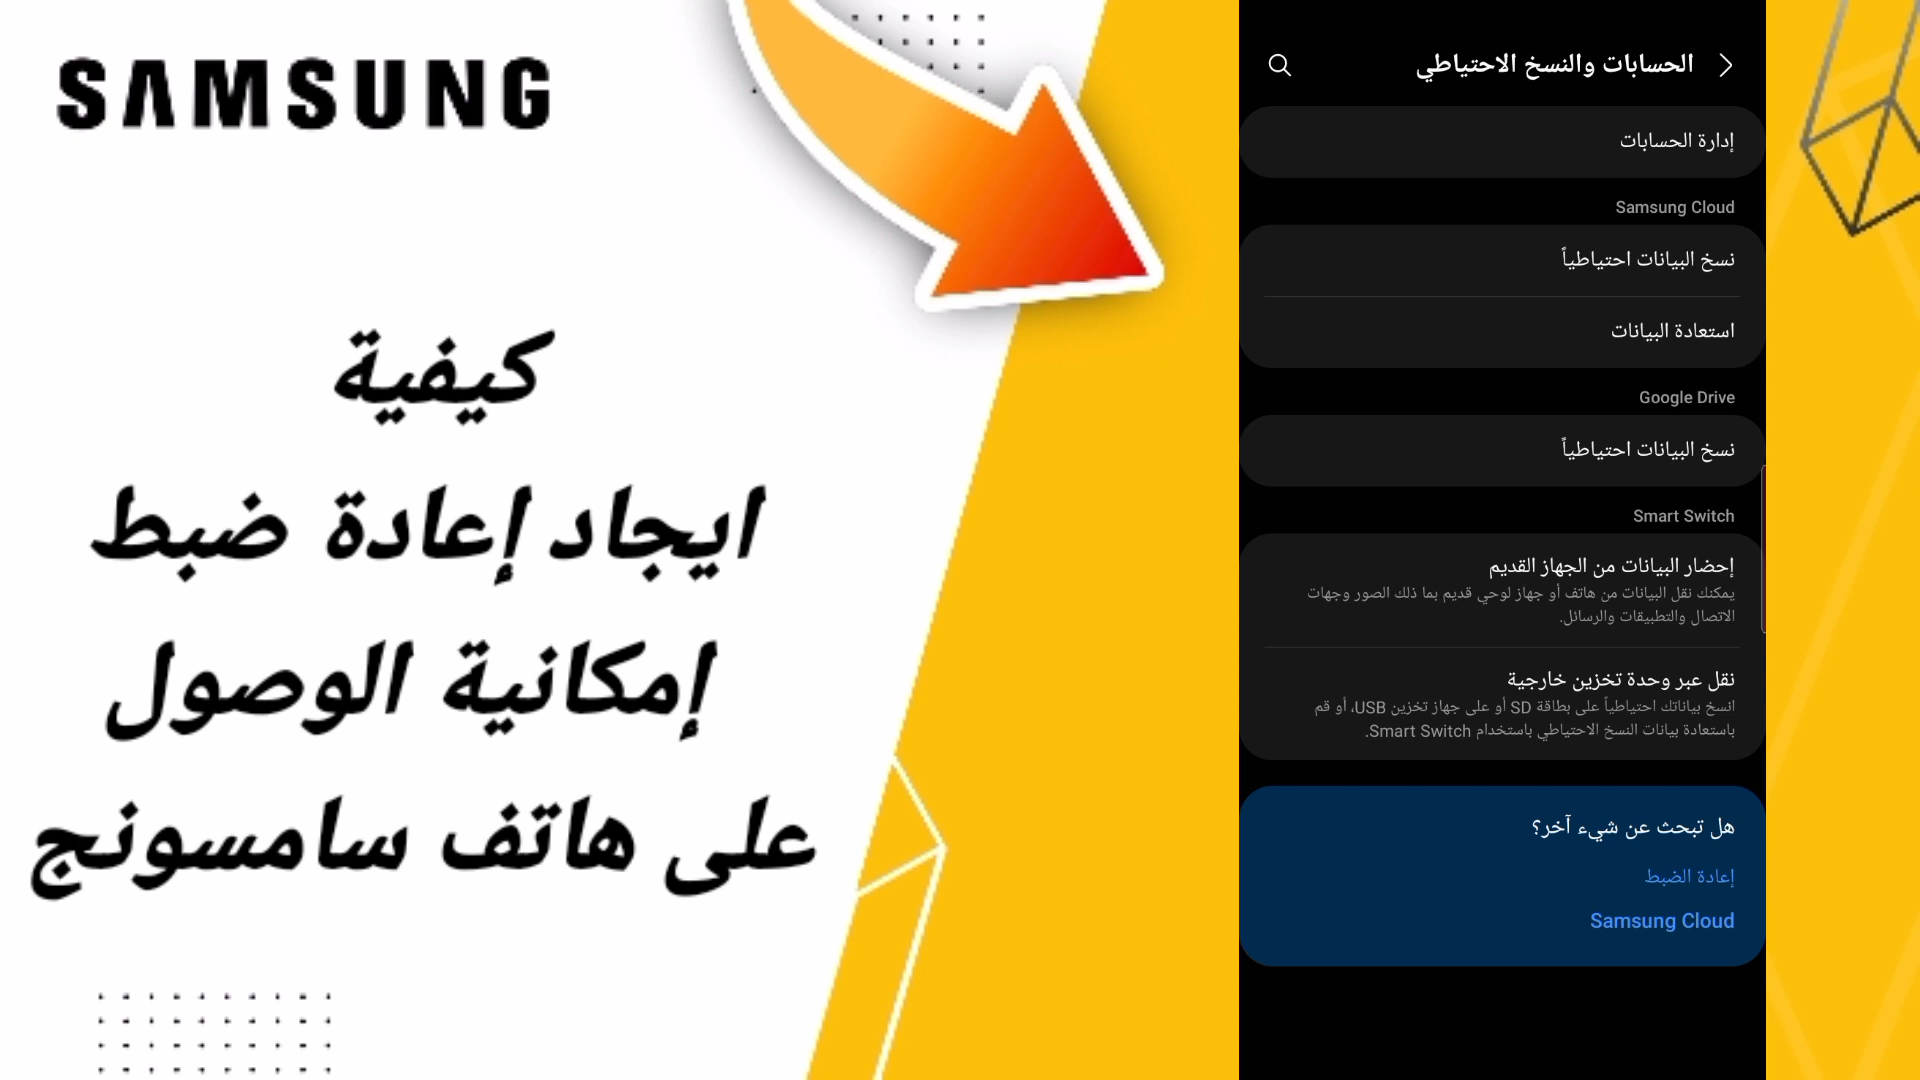 SAMSUNG
كيفية
ايجاد إعادة ضبط
إمكانية الوصول
على هاتف سامسونج
الحسابات والنسخ الاحتياطي
إدارة الحسابات
Samsung Cloud
نسخ البيانات احتياطياً
استعادة البيانات
Google Drive
نسخ البيانات احتياطياً
Smart Switch
إحضار البيانات من الجهاز القديم
يمكنك نقل البيانات من هاتف أو جهاز لوحي قديم بما ذلك الصور وجهات
الاتصال والتطبيقات والرسائل.
نقل عبر وحدة تخزين خارجية
انسخ بياناتك احتياطياً على بطاقة SD أو على جهاز تخزين USB، أو قم
باستعادة بيانات النسخ الاحتياطي باستخدام Smart Switch.
هل تبحث عن شيء آخر؟
إعادة الضبط
Samsung Cloud